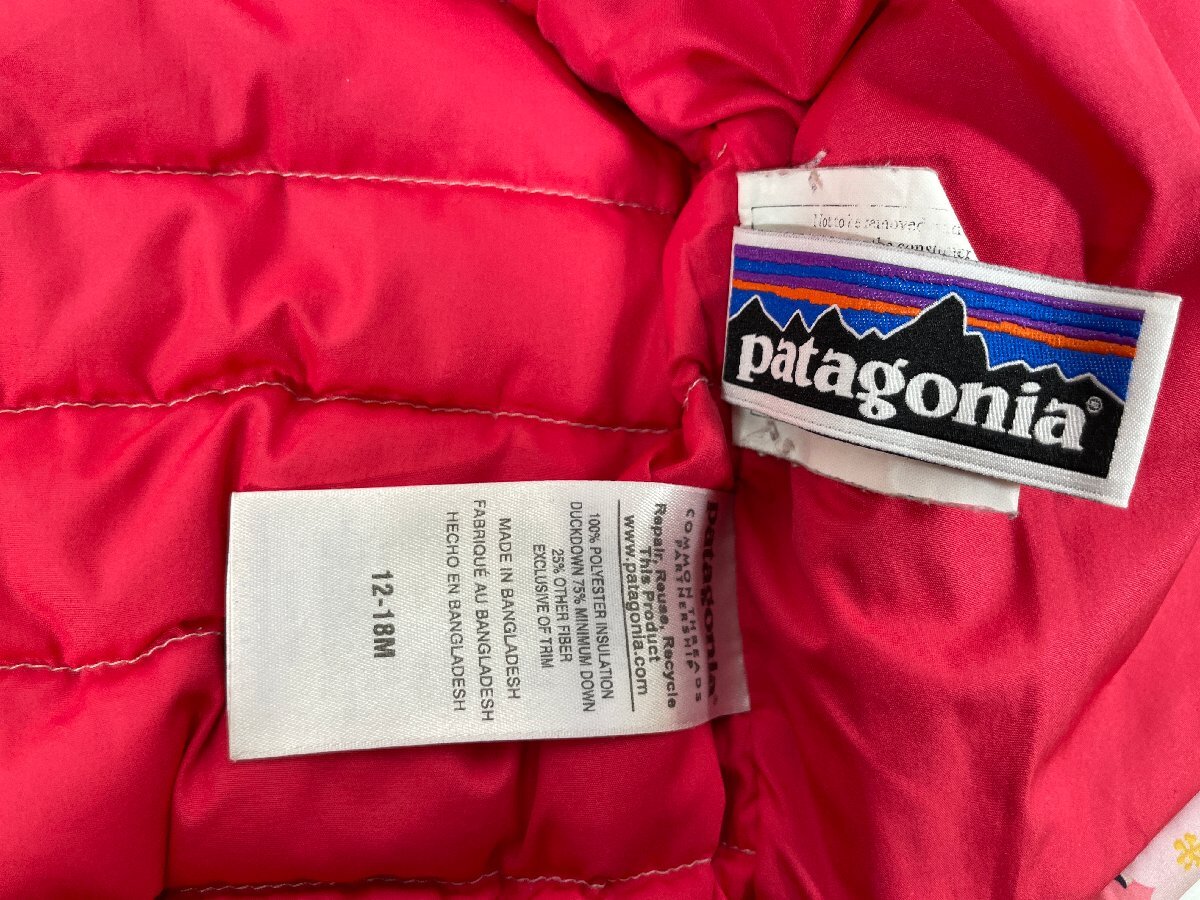 Not to be removed
the consumer
patagonia®
patagonia®
COMMON THREADS
PARTNERSHIP
Repair, Reuse, Recycle
This Product
www.patagonia.com
100% POLYESTER INSULATION
DUCKDOWN 75% MINIMUM DOWN
25% OTHER FIBER
EXCLUSIVE OF TRIM
MADE IN BANGLADESH
FABRIQUÉ AU BANGLADESH
HECHO EN BANGLADESH
12-18M